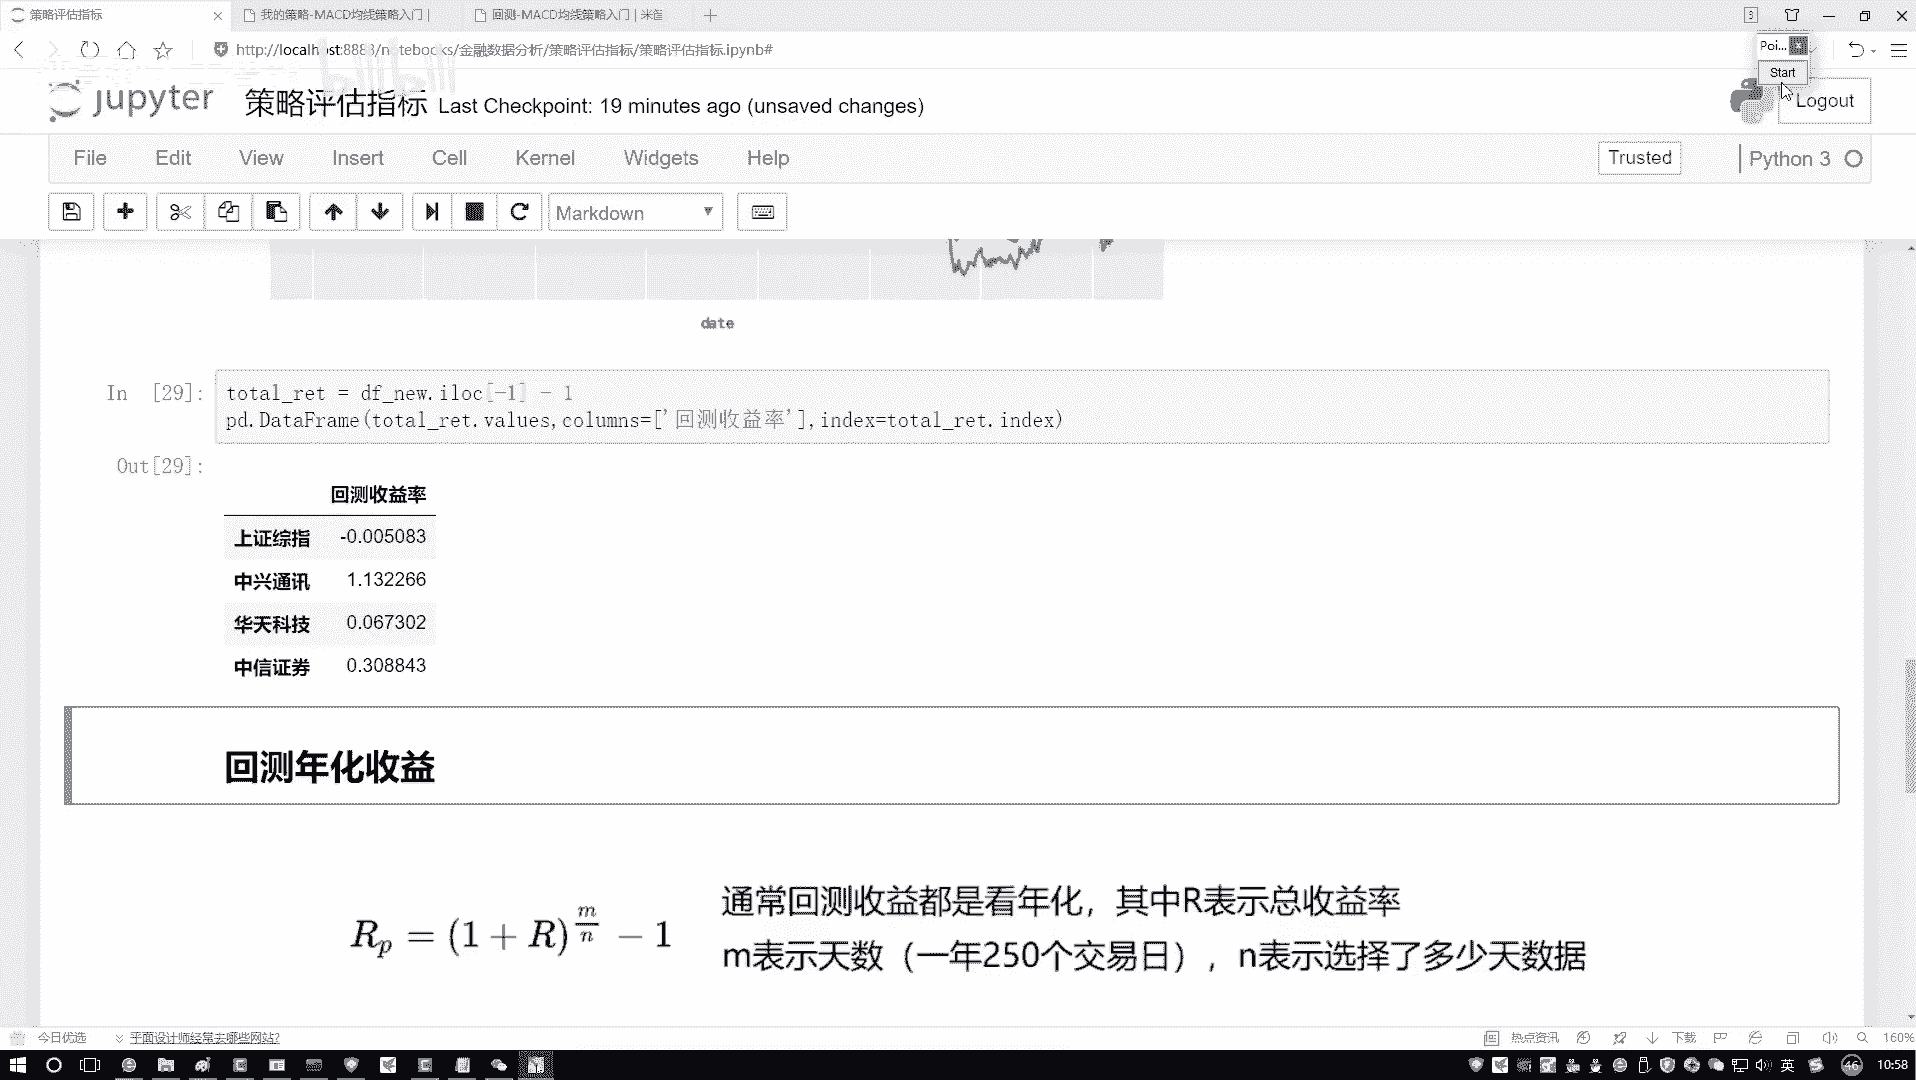 策略评估指标
我的策略-MACD均线策略入门 |
回测-MACD均线策略入门 | 米筐
http://localhost:8888/notebooks/金融数据分析/策略评估指标/策略评估指标.ipynb#
Poi...
Start
bilibili
jupyter 策略评估指标 Last Checkpoint: 19 minutes ago (unsaved changes)
Logout
File Edit View Insert Cell Kernel Widgets Help
Trusted
Python 3
Markdown
date
In [29]: total_ret = df_new.iloc[-1] - 1
pd.DataFrame(total_ret.values,columns=['回测收益率'],index=total_ret.index)
Out[29]:
回测收益率
上证综指 -0.005083
中兴通讯 1.132266
华天科技 0.067302
中信证券 0.308843
回测年化收益
R_p = (1 + R)^{m/n} − 1
通常回测收益都是看年化，其中R表示总收益率
m表示天数（一年250个交易日），n表示选择了多少天数据
今日优选
平面设计师经常去哪些网站?
热点资讯
下载
160%
英
46
10:58